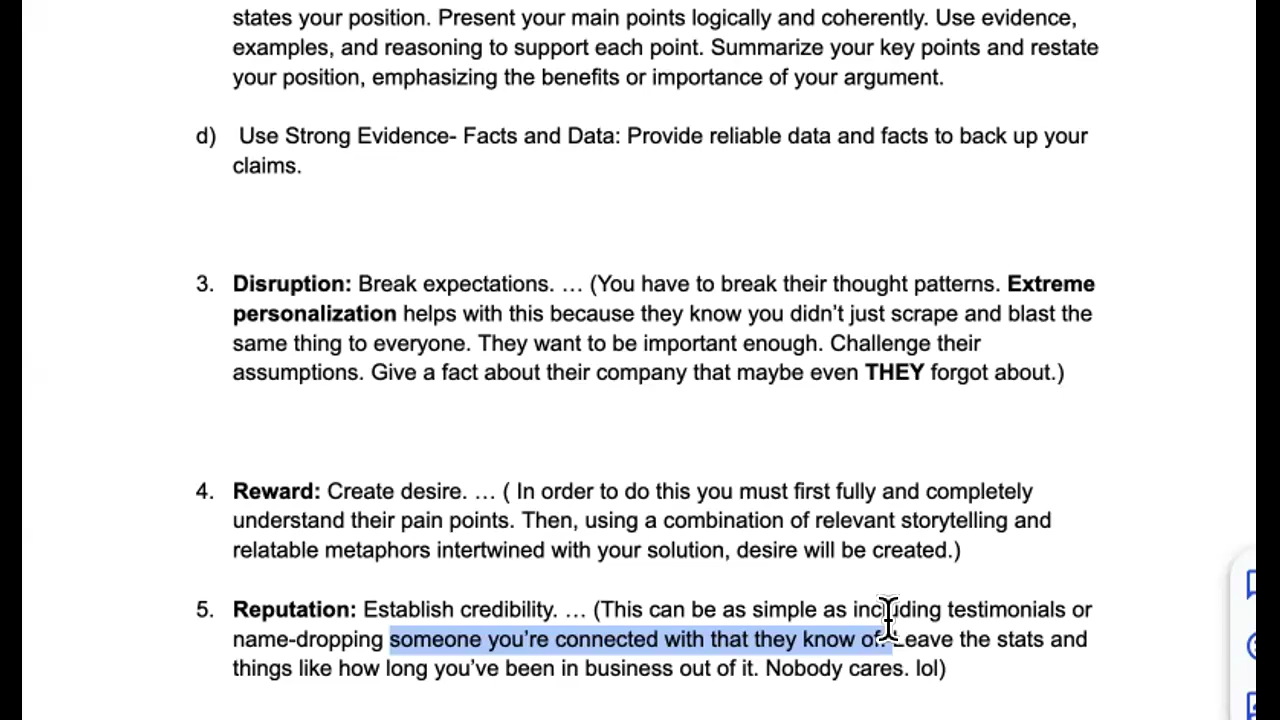 states your position. Present your main points logically and coherently. Use evidence,
examples, and reasoning to support each point. Summarize your key points and restate
your position, emphasizing the benefits or importance of your argument.
d) Use Strong Evidence- Facts and Data: Provide reliable data and facts to back up your
claims.
3. Disruption: Break expectations. … (You have to break their thought patterns. Extreme
personalization helps with this because they know you didn’t just scrape and blast the
same thing to everyone. They want to be important enough. Challenge their
assumptions. Give a fact about their company that maybe even THEY forgot about.)
4. Reward: Create desire. … ( In order to do this you must first fully and completely
understand their pain points. Then, using a combination of relevant storytelling and
relatable metaphors intertwined with your solution, desire will be created.)
5. Reputation: Establish credibility. … (This can be as simple as including testimonials or
name-dropping someone you’re connected with that they know of. Leave the stats and
things like how long you’ve been in business out of it. Nobody cares. lol)